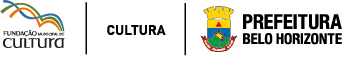 FUNDAÇÃO MUNICIPAL DE
CULTURA
CULTURA
PREFEITURA
BELO HORIZONTE